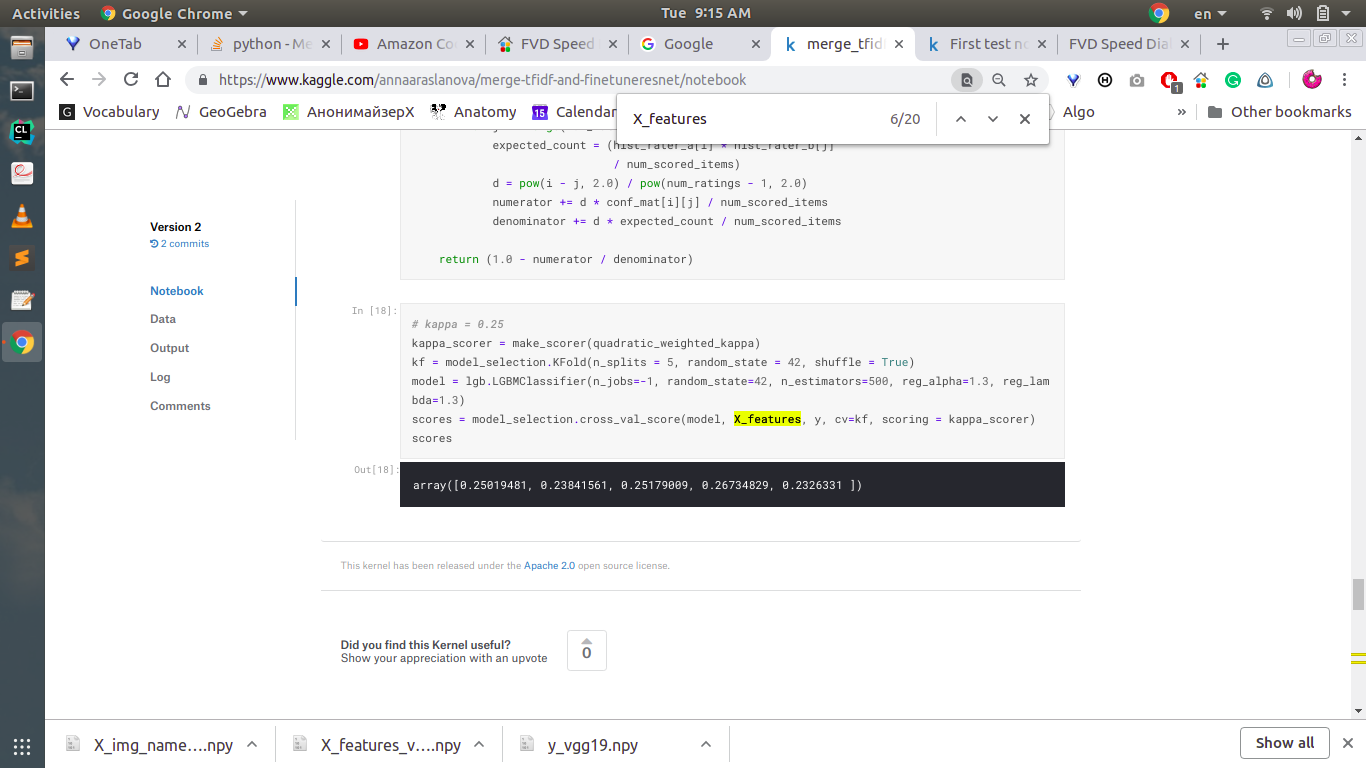 Activities Google Chrome Tue 9:15 AM en
OneTab python - Me YouTube Amazon Co FVD Speed Google merge_tfidf First test no FVD Speed Dial
https://www.kaggle.com/annaaraslanova/merge-tfidf-and-finetuneresnet/notebook
Vocabulary GeoGebra АнонимайзерX Anatomy 15 Calendar Algo » Other bookmarks
X_features 6/20
expected_count = (hist_rater_a[i] * hist_rater_b[j]
/ num_scored_items)
d = pow(i - j, 2.0) / pow(num_ratings - 1, 2.0)
numerator += d * conf_mat[i][j] / num_scored_items
denominator += d * expected_count / num_scored_items
return (1.0 - numerator / denominator)
Version 2
2 commits
Notebook
Data
Output
Log
Comments
In [18]:
# kappa = 0.25
kappa_scorer = make_scorer(quadratic_weighted_kappa)
kf = model_selection.KFold(n_splits = 5, random_state = 42, shuffle = True)
model = lgb.LGBMClassifier(n_jobs=-1, random_state=42, n_estimators=500, reg_alpha=1.3, reg_lam
bda=1.3)
scores = model_selection.cross_val_score(model, X_features, y, cv=kf, scoring = kappa_scorer)
scores
Out[18]:
array([0.25019481, 0.23841561, 0.25179009, 0.26734829, 0.2326331 ])
This kernel has been released under the Apache 2.0 open source license.
Did you find this Kernel useful?
Show your appreciation with an upvote
0
X_img_name....npy X_features_v....npy y_vgg19.npy Show all